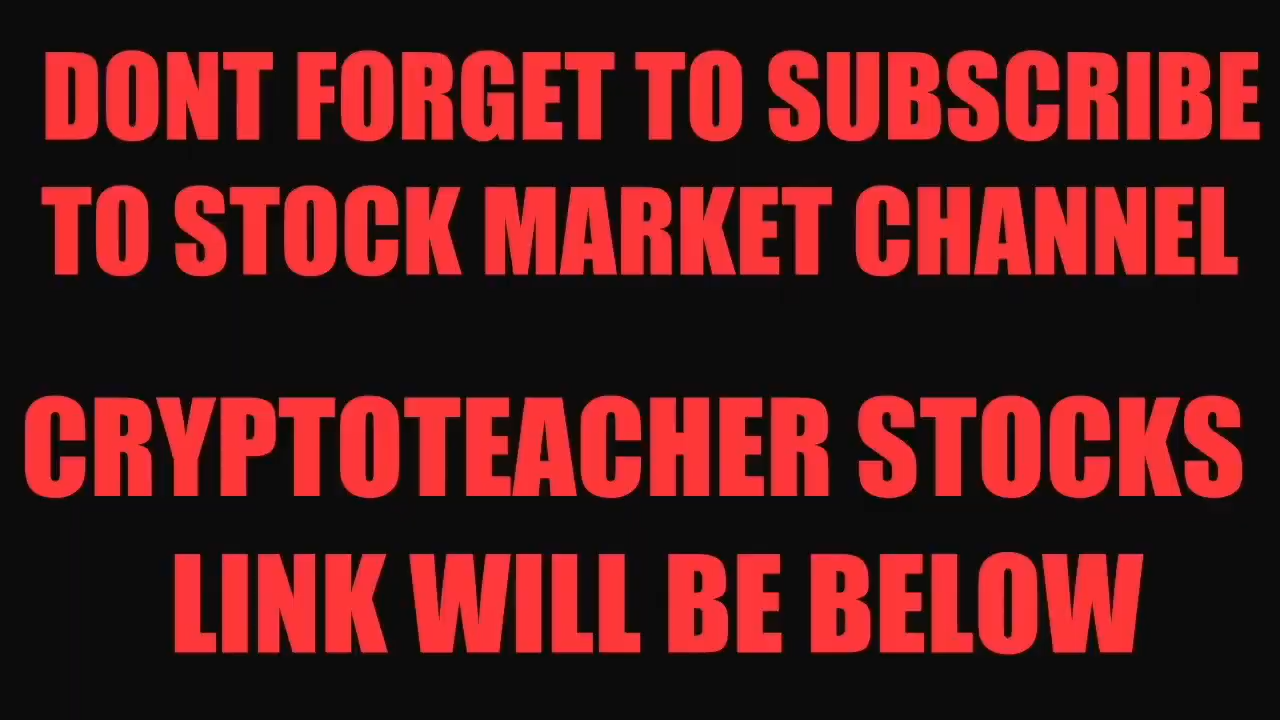 DONT FORGET TO SUBSCRIBE
TO STOCK MARKET CHANNEL
CRYPTOTEACHER STOCKS
LINK WILL BE BELOW